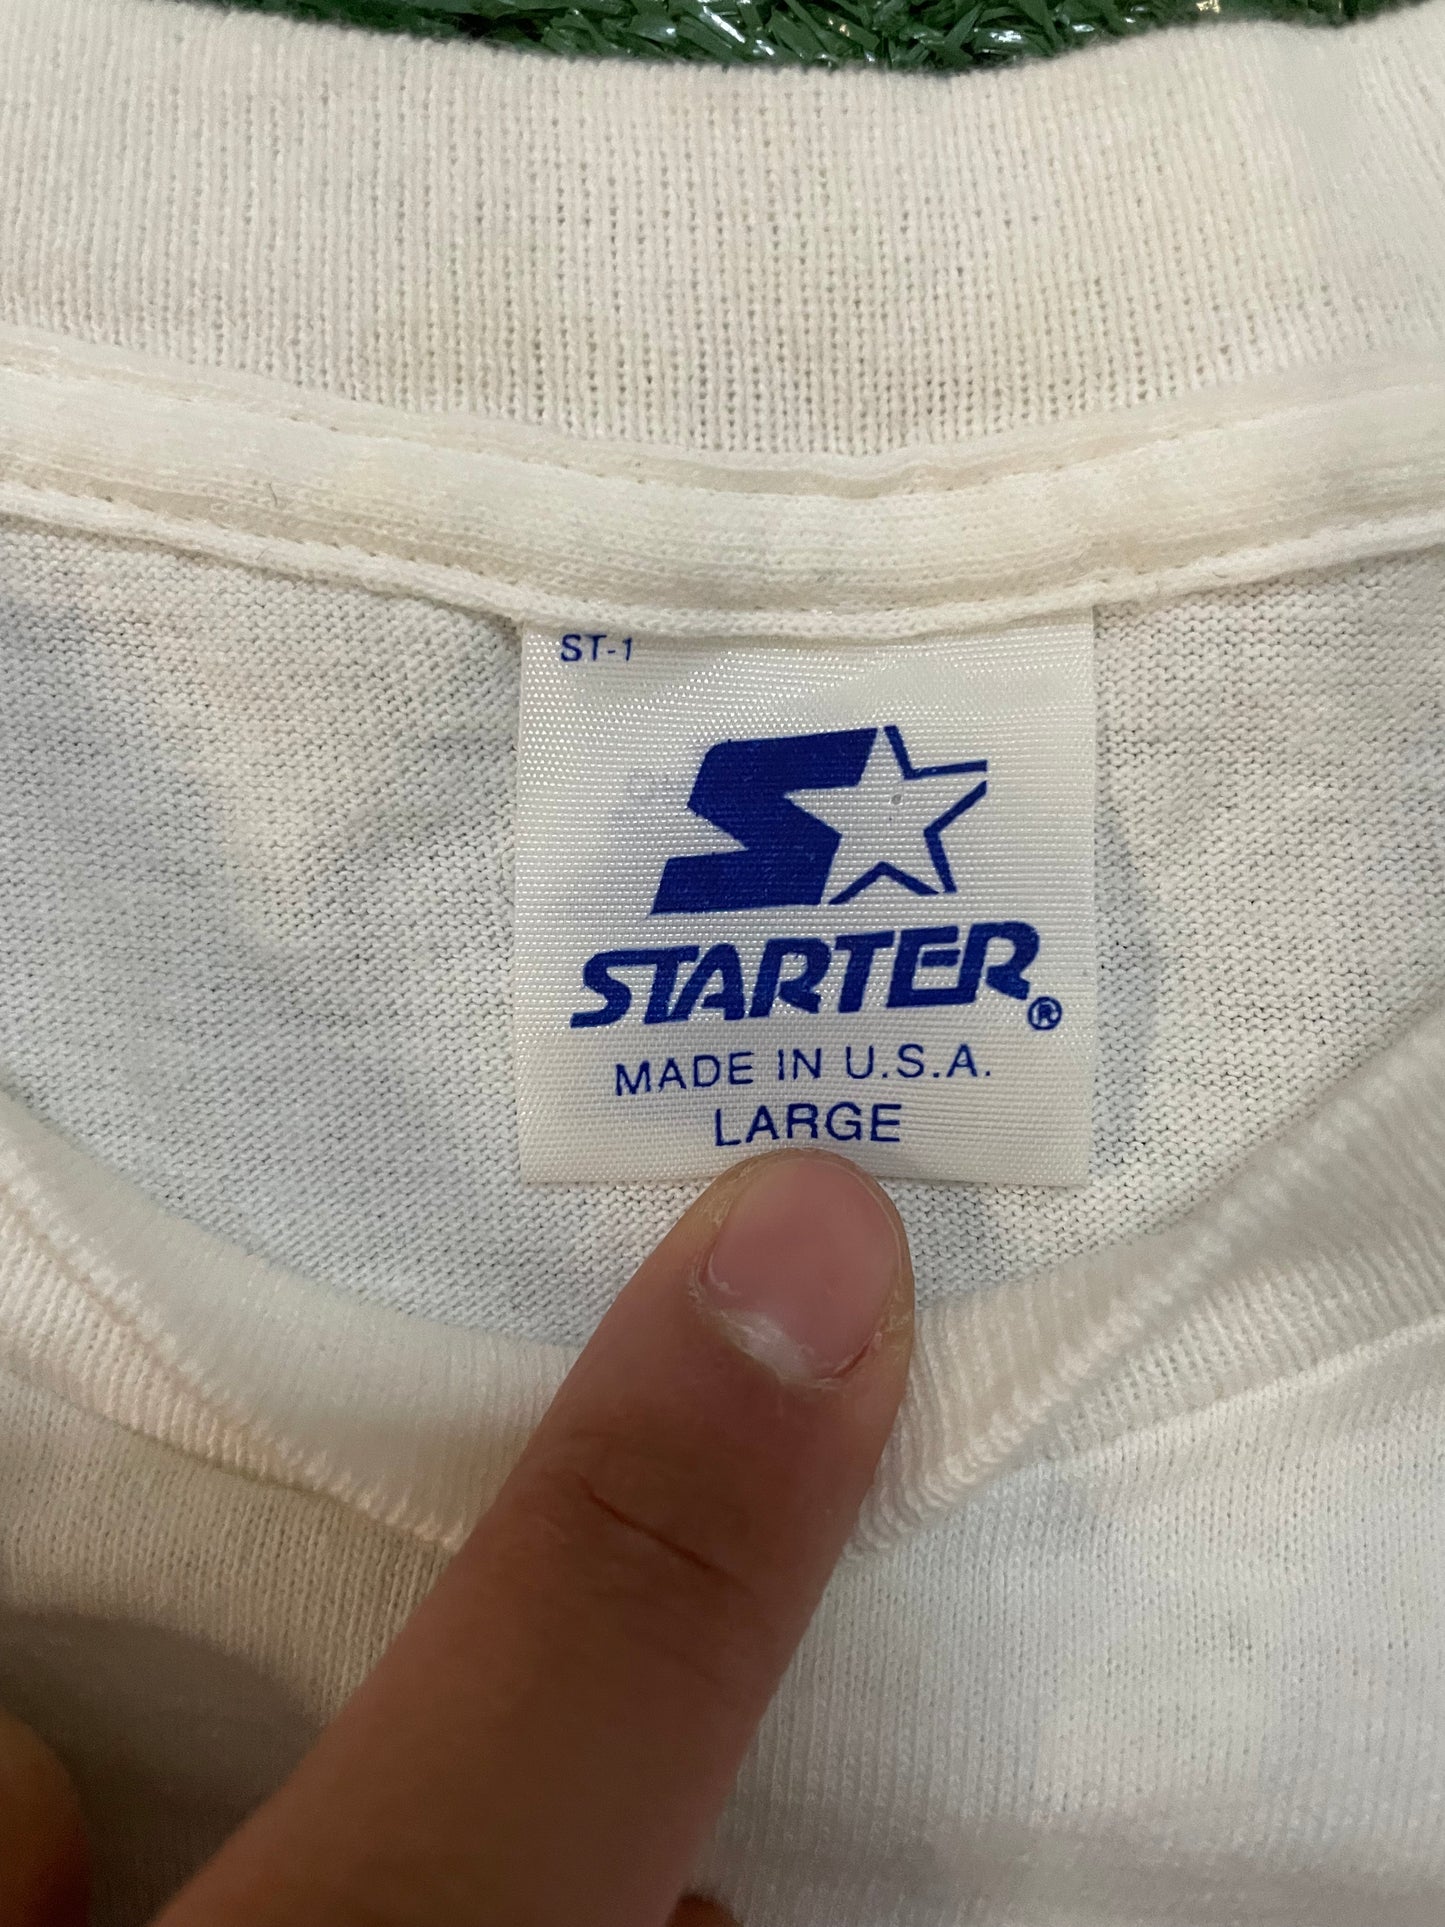 ST-1
STARTER®
MADE IN U.S.A.
LARGE